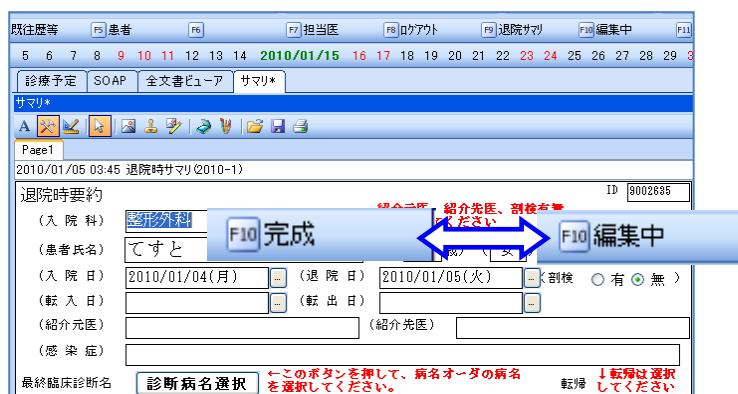 既往歴等 F5 患者 F6 F7 担当医 F8 ログアウト F9 退院サマリ F10 編集中 F11
5 6 7 8 9 10 11 12 13 14 2010/01/15 16 17 18 19 20 21 22 23 24 25 26 27 28 29 3
診療予定 SOAP 全文書ビューア サマリ*
サマリ*
Page1
2010/01/05 03:45 退院時サマリ(2010-1)
退院時要約 ID 9002635
紹介元医、紹介先医、剖検有無
(入 院 科) 整形外科 ください
F10 完成 F10 編集中
(患者氏名) てすと 歳) ( 女
(入 院 日) 2010/01/04(月) ... (退 院 日) 2010/01/05(火) ... (剖検 有 無 )
(転 入 日) ... (転 出 日) ...
(紹介元医) (紹介先医)
(感 染 症)
最終臨床診断名 診断病名選択 ←このボタンを押して、病名オーダの病名 転帰 ↓転帰は選択
を選択してください。 してください